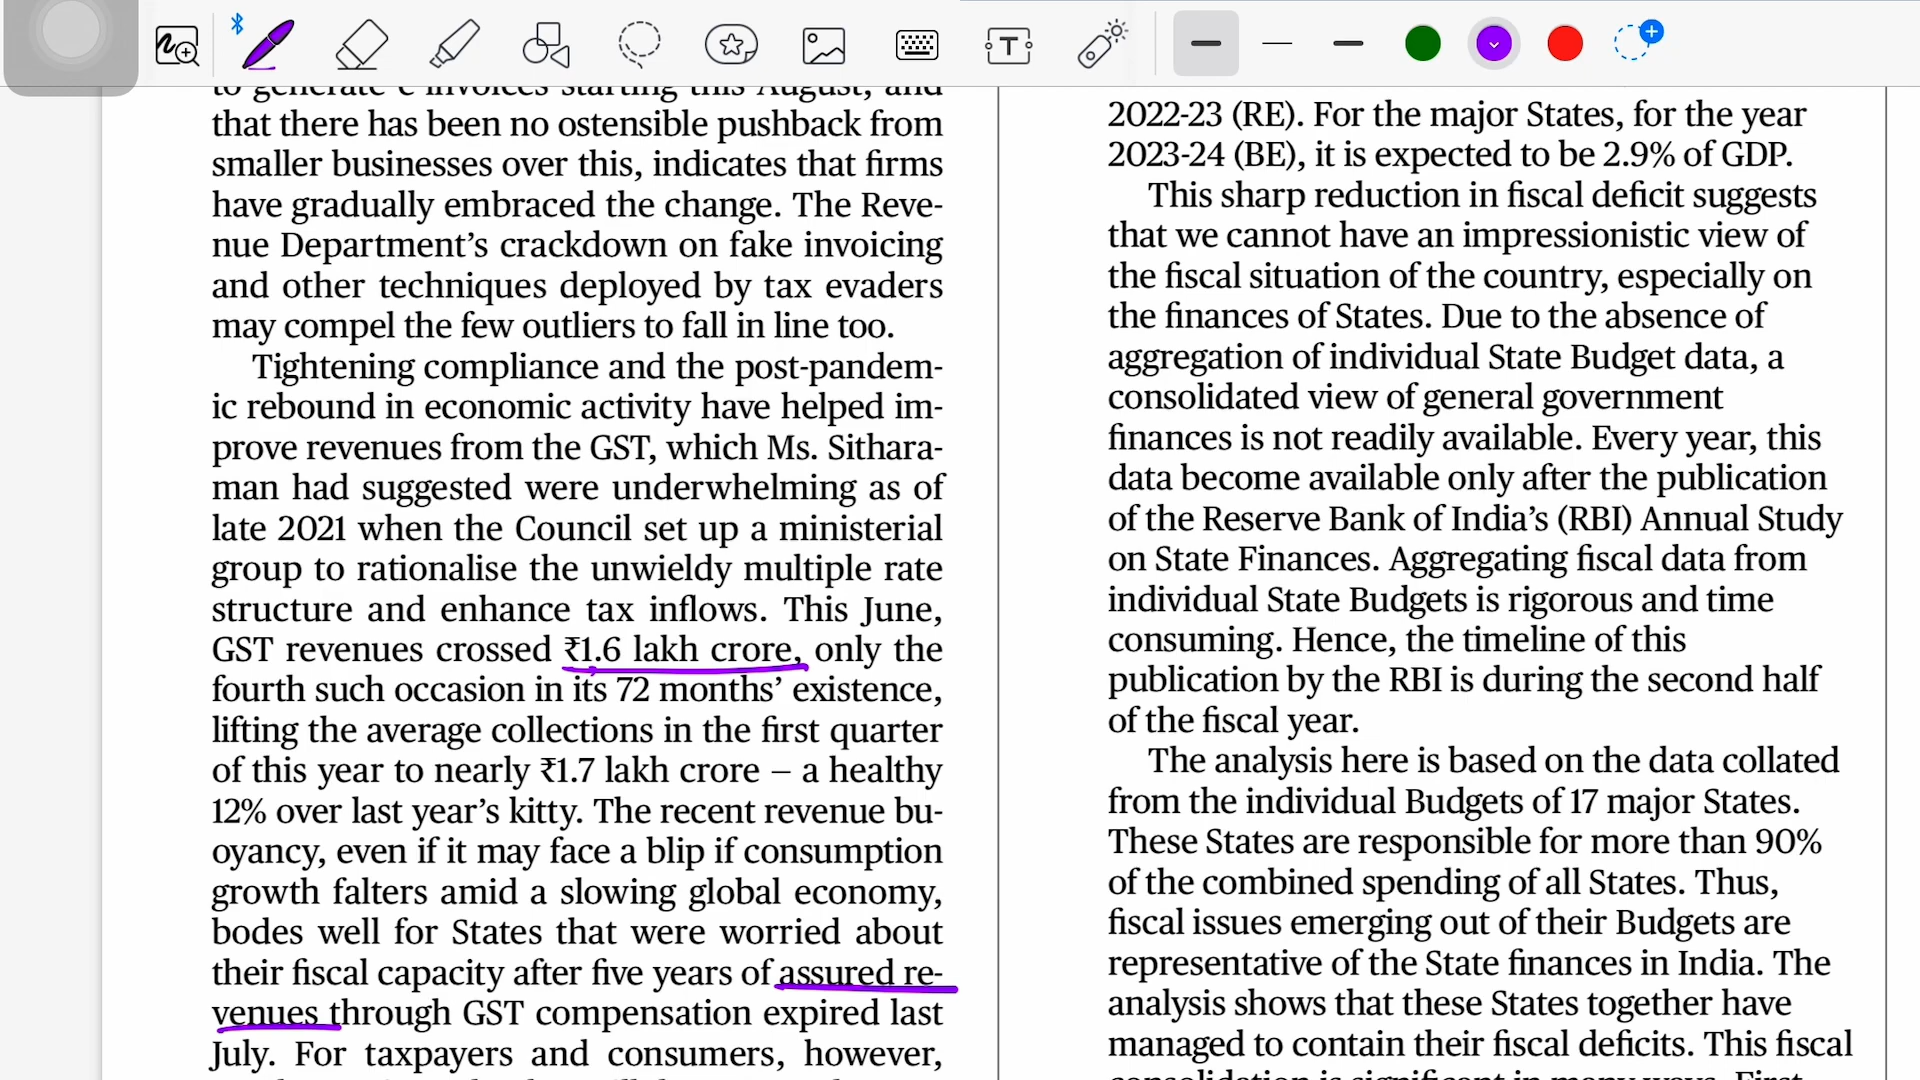 to generate e-invoices starting this August, and
that there has been no ostensible pushback from
smaller businesses over this, indicates that firms
have gradually embraced the change. The Reve-
nue Department’s crackdown on fake invoicing
and other techniques deployed by tax evaders
may compel the few outliers to fall in line too.
Tightening compliance and the post-pandem-
ic rebound in economic activity have helped im-
prove revenues from the GST, which Ms. Sithara-
man had suggested were underwhelming as of
late 2021 when the Council set up a ministerial
group to rationalise the unwieldy multiple rate
structure and enhance tax inflows. This June,
GST revenues crossed ₹1.6 lakh crore, only the
fourth such occasion in its 72 months’ existence,
lifting the average collections in the first quarter
of this year to nearly ₹1.7 lakh crore – a healthy
12% over last year’s kitty. The recent revenue bu-
oyancy, even if it may face a blip if consumption
growth falters amid a slowing global economy,
bodes well for States that were worried about
their fiscal capacity after five years of assured re-
venues through GST compensation expired last
July. For taxpayers and consumers, however,
2022-23 (RE). For the major States, for the year
2023-24 (BE), it is expected to be 2.9% of GDP.
This sharp reduction in fiscal deficit suggests
that we cannot have an impressionistic view of
the fiscal situation of the country, especially on
the finances of States. Due to the absence of
aggregation of individual State Budget data, a
consolidated view of general government
finances is not readily available. Every year, this
data become available only after the publication
of the Reserve Bank of India’s (RBI) Annual Study
on State Finances. Aggregating fiscal data from
individual State Budgets is rigorous and time
consuming. Hence, the timeline of this
publication by the RBI is during the second half
of the fiscal year.
The analysis here is based on the data collated
from the individual Budgets of 17 major States.
These States are responsible for more than 90%
of the combined spending of all States. Thus,
fiscal issues emerging out of their Budgets are
representative of the State finances in India. The
analysis shows that these States together have
managed to contain their fiscal deficits. This fiscal
consolidation is significant in many ways. First,